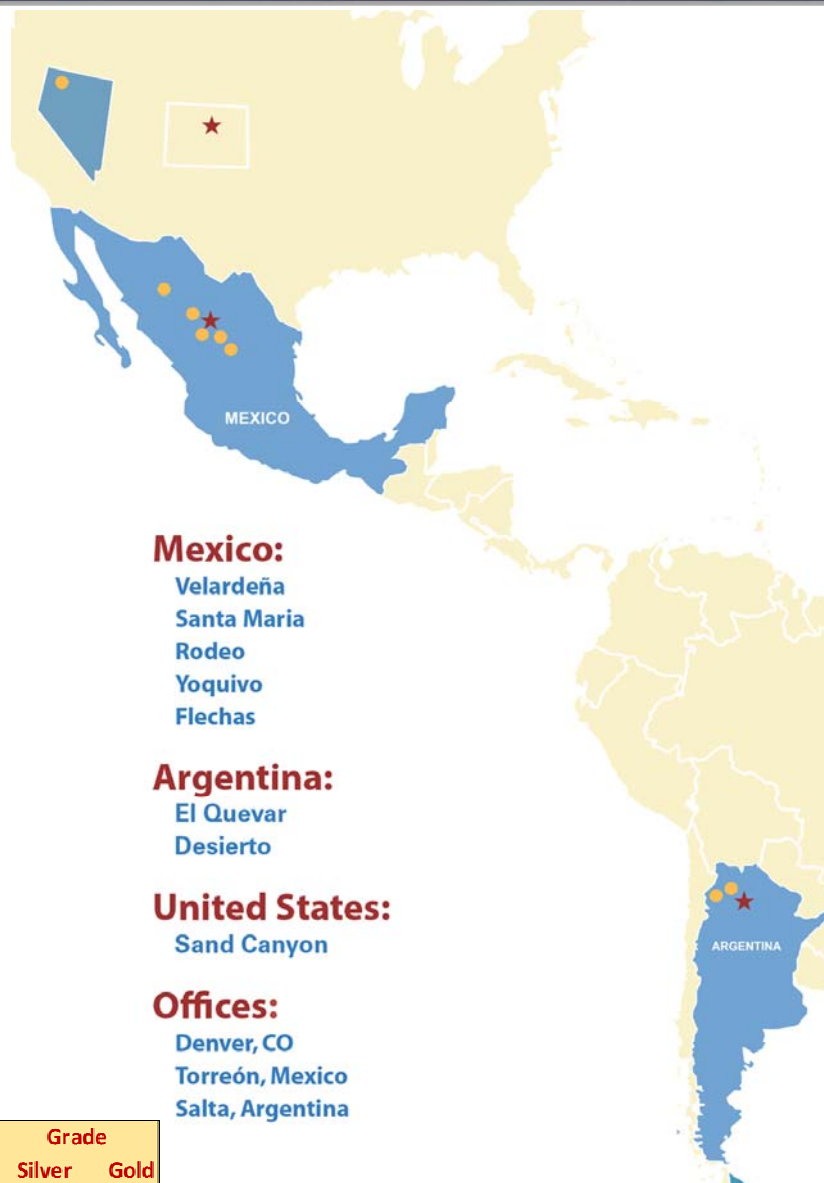 MEXICO
Mexico:
Velardeña
Santa Maria
Rodeo
Yoquivo
Flechas
Argentina:
El Quevar
Desierto
ARGENTINA
United States:
Sand Canyon
Offices:
Denver, CO
Torreón, Mexico
Salta, Argentina
Grade
Silver Gold